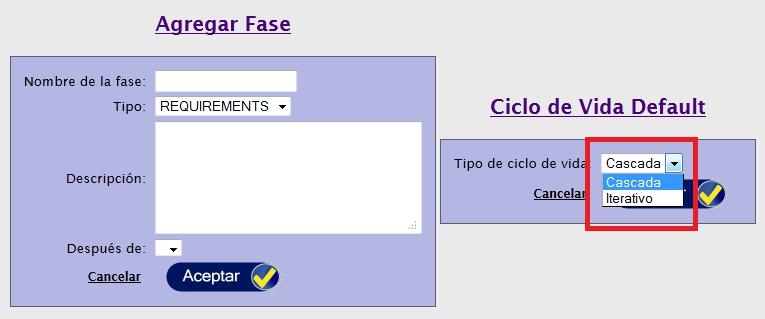 Agregar Fase
Nombre de la fase:
Tipo: REQUIREMENTS
Descripción:
Después de:
Cancelar Aceptar
Ciclo de Vida Default
Tipo de ciclo de vida: Cascada
Cascada
Iterativo
Cancelar